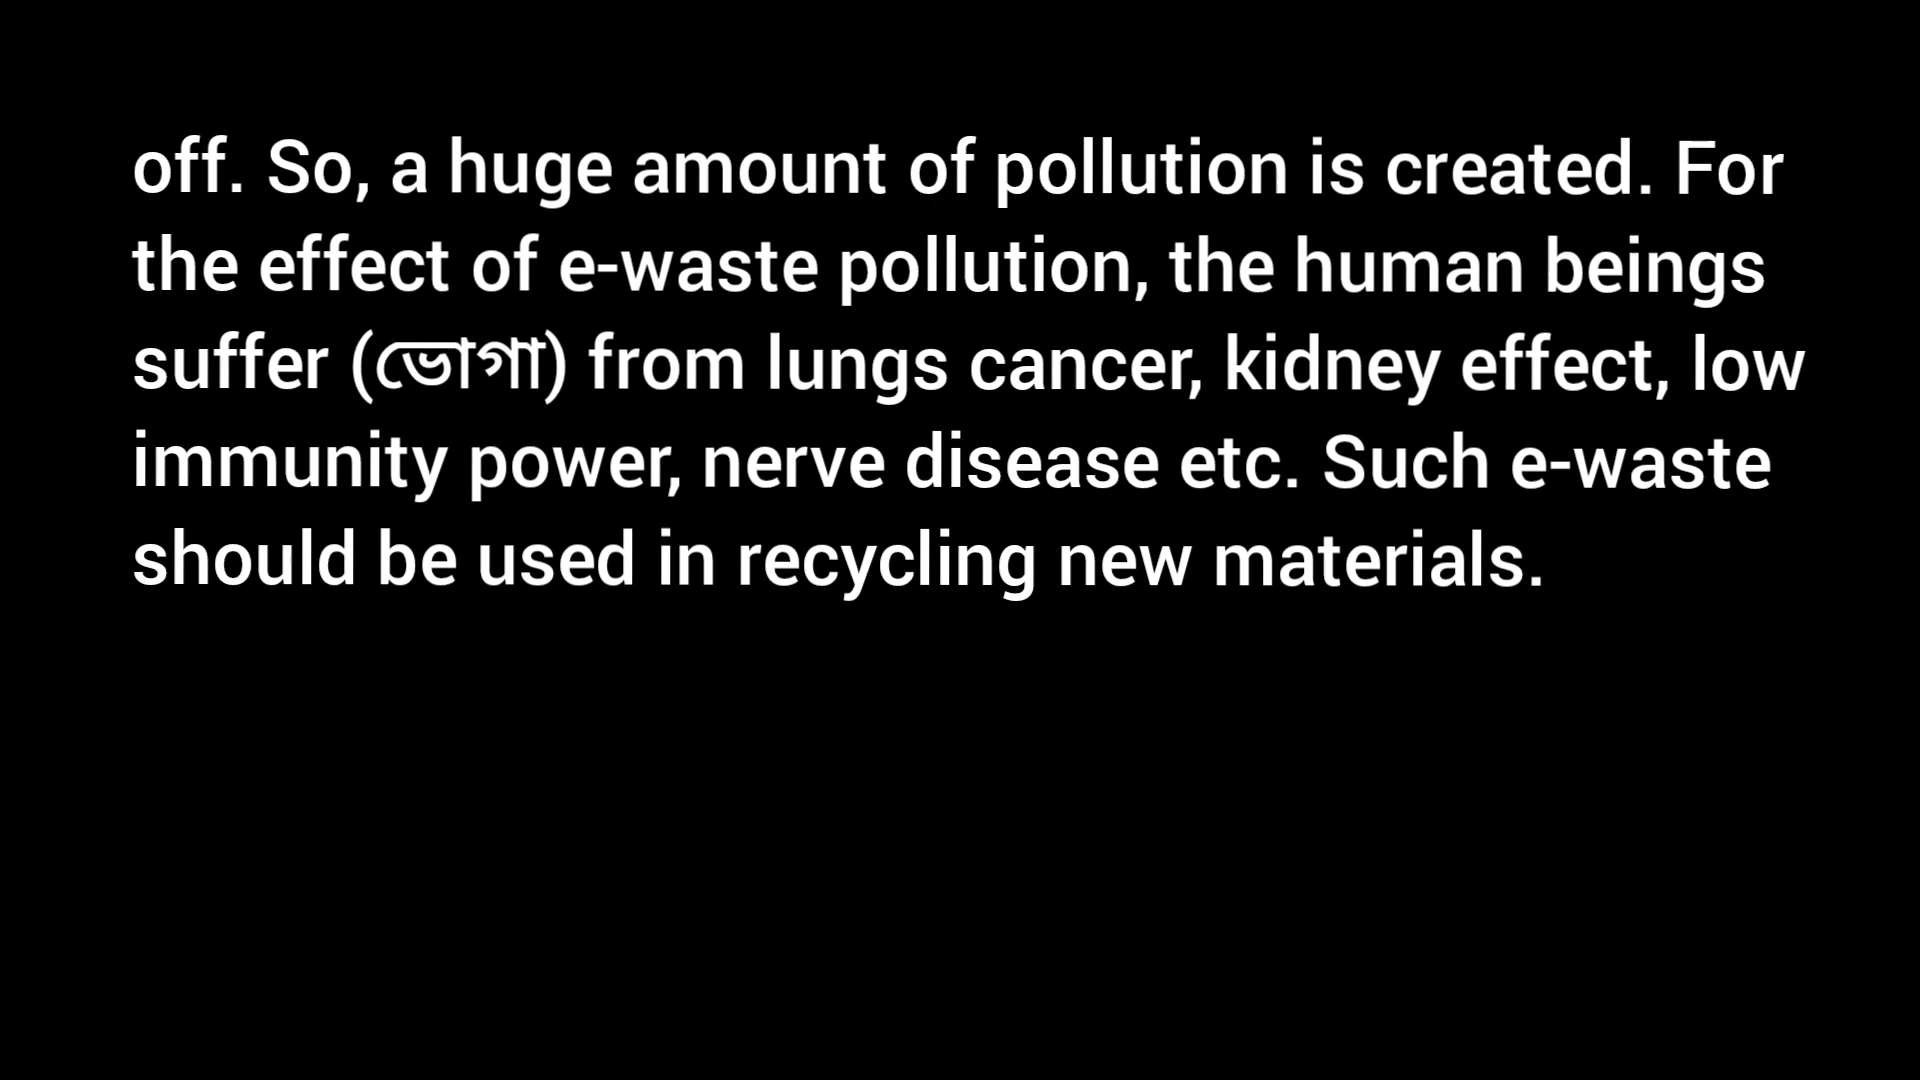 off. So, a huge amount of pollution is created. For
the effect of e-waste pollution, the human beings
suffer (ভোগা) from lungs cancer, kidney effect, low
immunity power, nerve disease etc. Such e-waste
should be used in recycling new materials.